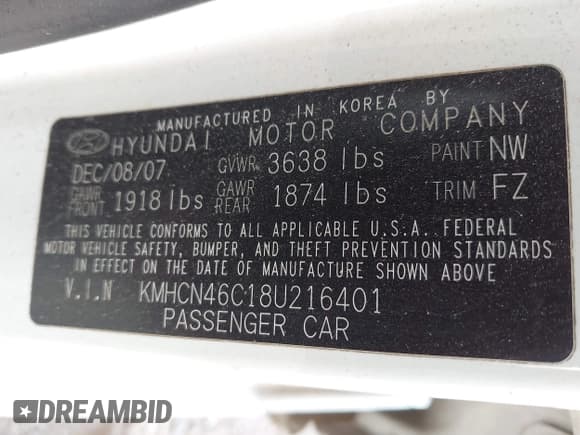 MANUFACTURED IN KOREA BY
HYUNDAI MOTOR COMPANY
DEC/08/07 GVWR 3638 lbs PAINT NW
GAWR FRONT 1918 lbs GAWR REAR 1874 lbs TRIM FZ
THIS VEHICLE CONFORMS TO ALL APPLICABLE U.S.A. FEDERAL
MOTOR VEHICLE SAFETY, BUMPER, AND THEFT PREVENTION STANDARDS
IN EFFECT ON THE DATE OF MANUFACTURE SHOWN ABOVE
V.I.N KMHCN46C18U216401
PASSENGER CAR
DREAMBID